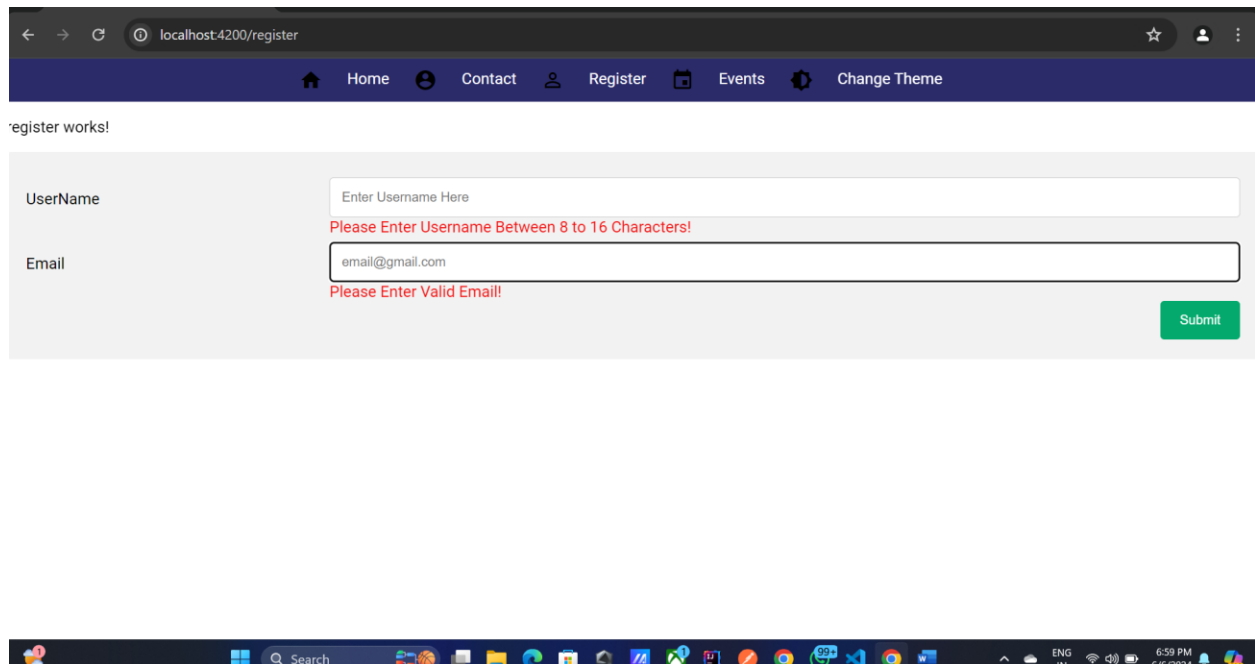 localhost:4200/register
Home Contact Register Events Change Theme
register works!
UserName
Enter Username Here
Please Enter Username Between 8 to 16 Characters!
Email
email@gmail.com
Please Enter Valid Email!
Submit
1
Search
1
99+
ENG
6:59 PM